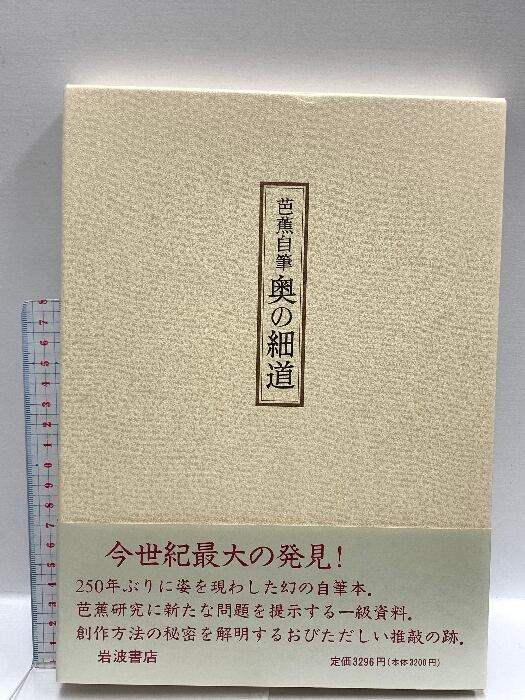 芭蕉自筆 奥の細道
今世紀最大の発見!
250年ぶりに姿を現わした幻の自筆本.
芭蕉研究に新たな問題を提示する一級資料.
創作方法の秘密を解明するおびただしい推敲の跡.
岩波書店 定価3296円(本体3200円)